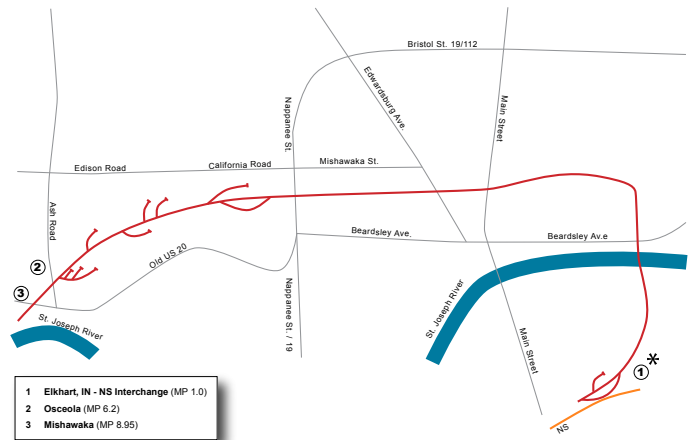 Bristol St. 19/112
Edwardsburg Ave.
Nappanee St.
Main Street
Edison Road
California Road
Mishawaka St.
Ash Road
Beardsley Ave.
Beardsley Av.e
Old US 20
2
3
St. Joseph River
St. Joseph River
Nappanee St. / 19
Main Street
1 *
NS
1 Elkhart, IN - NS Interchange (MP 1.0)
2 Osceola (MP 6.2)
3 Mishawaka (MP 8.95)